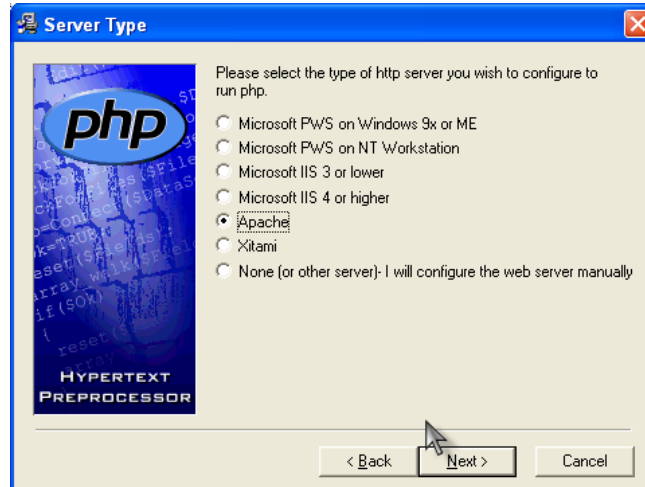 Server Type
Please select the type of http server you wish to configure to
run php.
Microsoft PWS on Windows 9x or ME
Microsoft PWS on NT Workstation
Microsoft IIS 3 or lower
Microsoft IIS 4 or higher
Apache
Xitami
None (or other server)- I will configure the web server manually
php
HYPERTEXT
PREPROCESSOR
< Back
Next >
Cancel